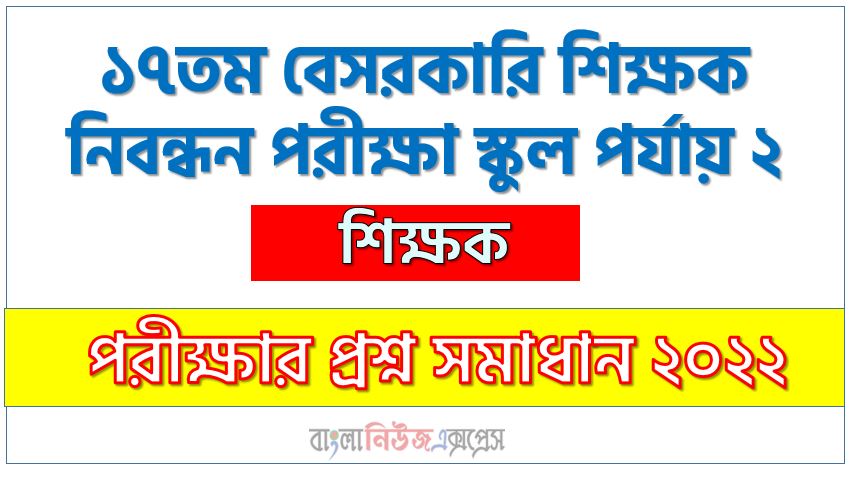 ১৭তম বেসরকারি শিক্ষক
নিবন্ধন পরীক্ষা স্কুল পর্যায় ২
শিক্ষক
পরীক্ষার প্রশ্ন সমাধান ২০২২
বাংলানিউজএক্সপ্রেস